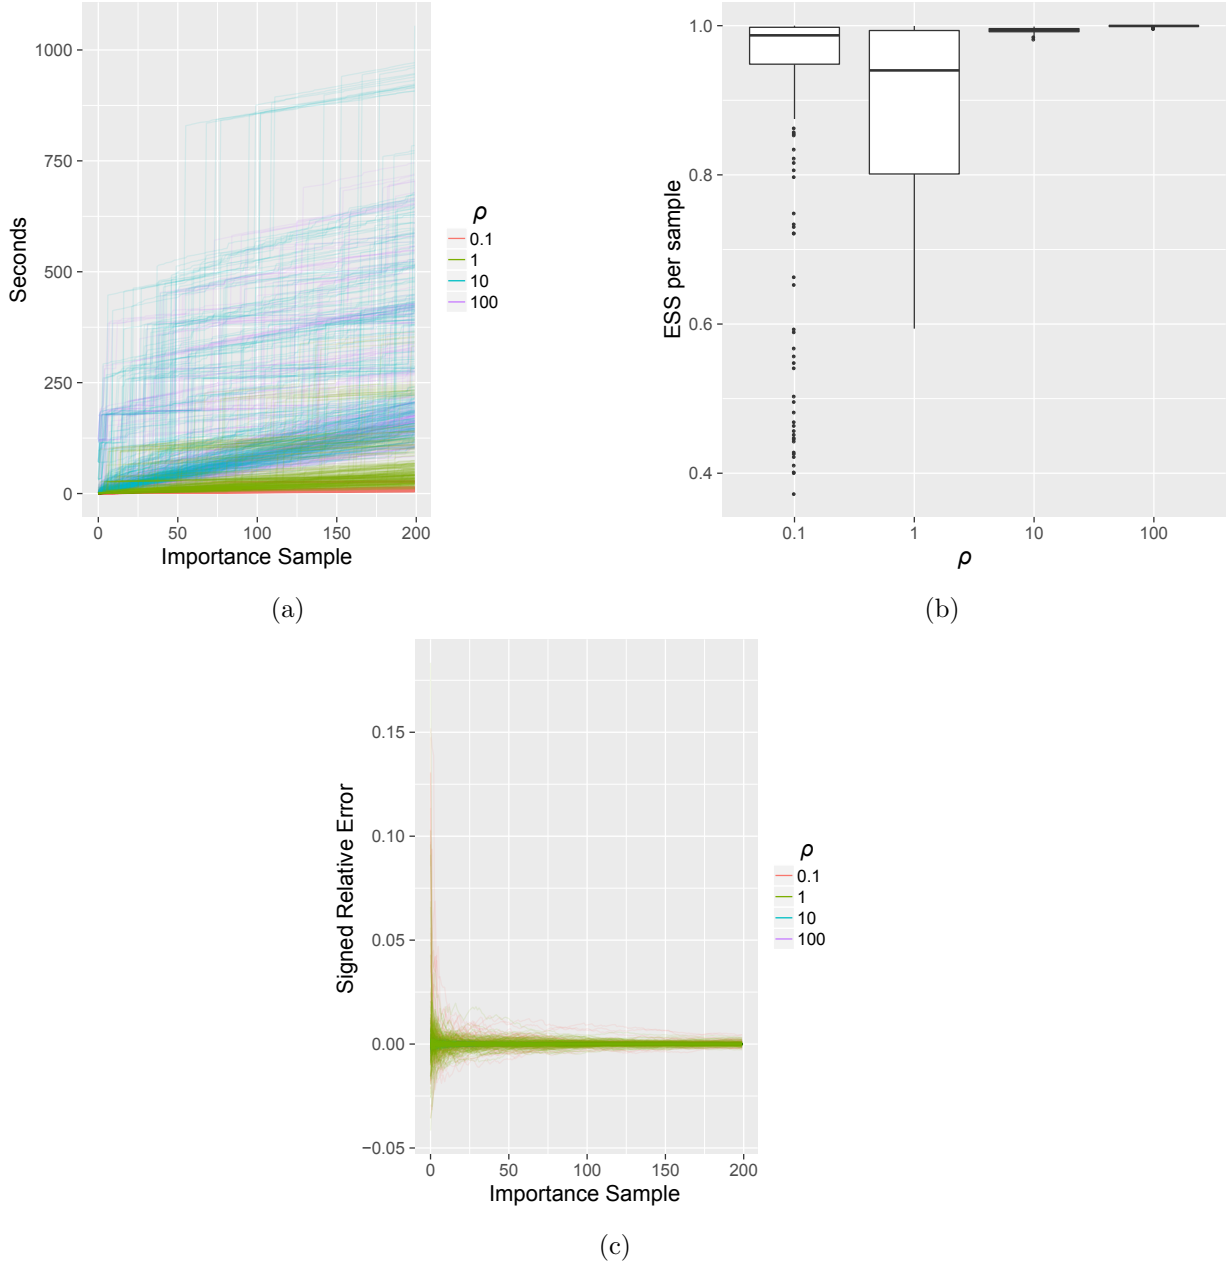 1000
750
500
250
0
Seconds
0 50 100 150 200
Importance Sample
(a)
ρ
0.1
1
10
100
1.0
0.8
0.6
0.4
ESS per sample
0.1 1 10 100
ρ
(b)
0.15
0.10
0.05
0.00
−0.05
Signed Relative Error
0 50 100 150 200
Importance Sample
(c)
ρ
0.1
1
10
100